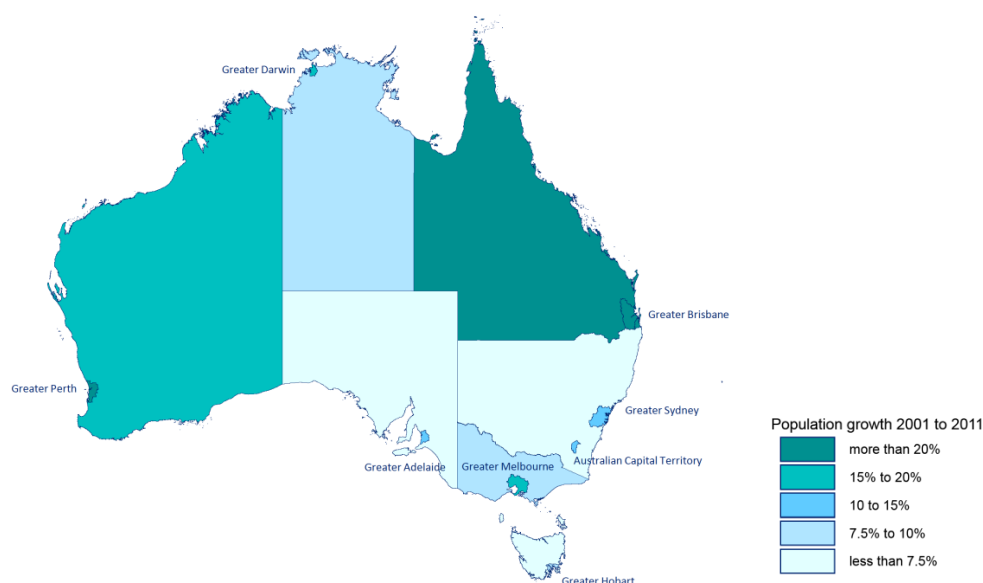 Greater Darwin
Greater Brisbane
Greater Perth
Greater Sydney
Australian Capital Territory
Greater Adelaide
Greater Melbourne
Greater Hobart
Population growth 2001 to 2011
more than 20%
15% to 20%
10 to 15%
7.5% to 10%
less than 7.5%